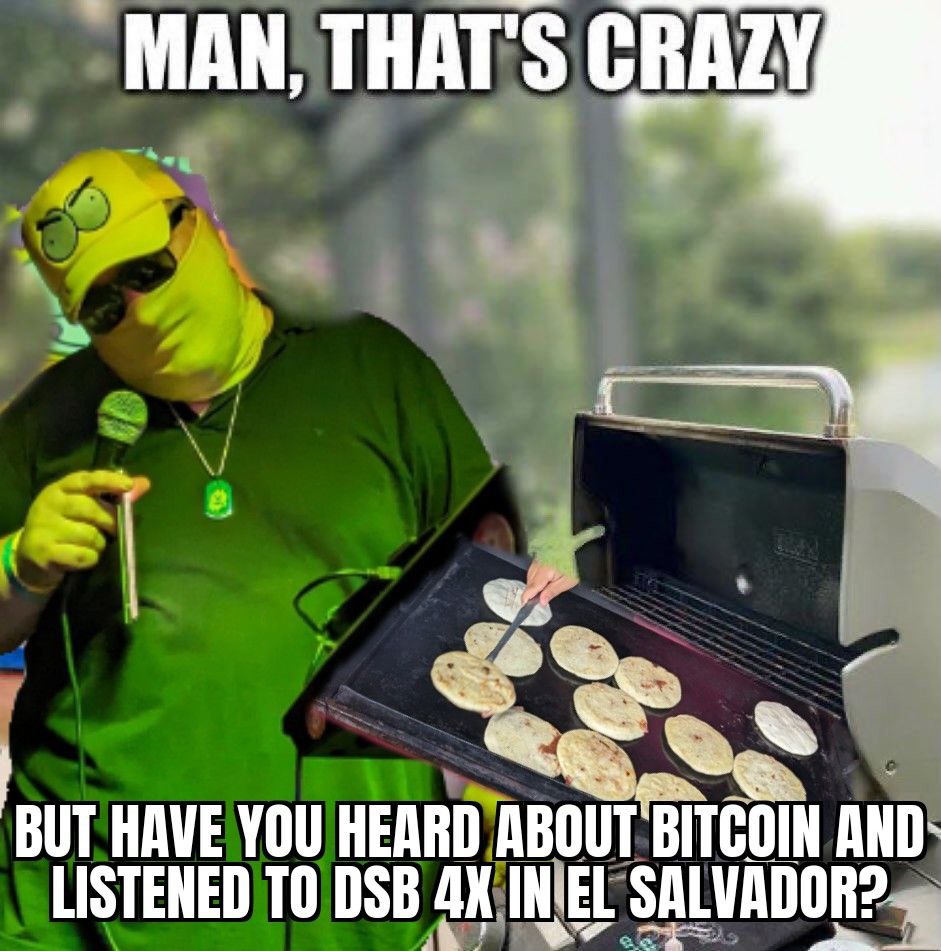 MAN, THAT'S CRAZY
BUT HAVE YOU HEARD ABOUT BITCOIN AND
LISTENED TO DSB 4X IN EL SALVADOR?